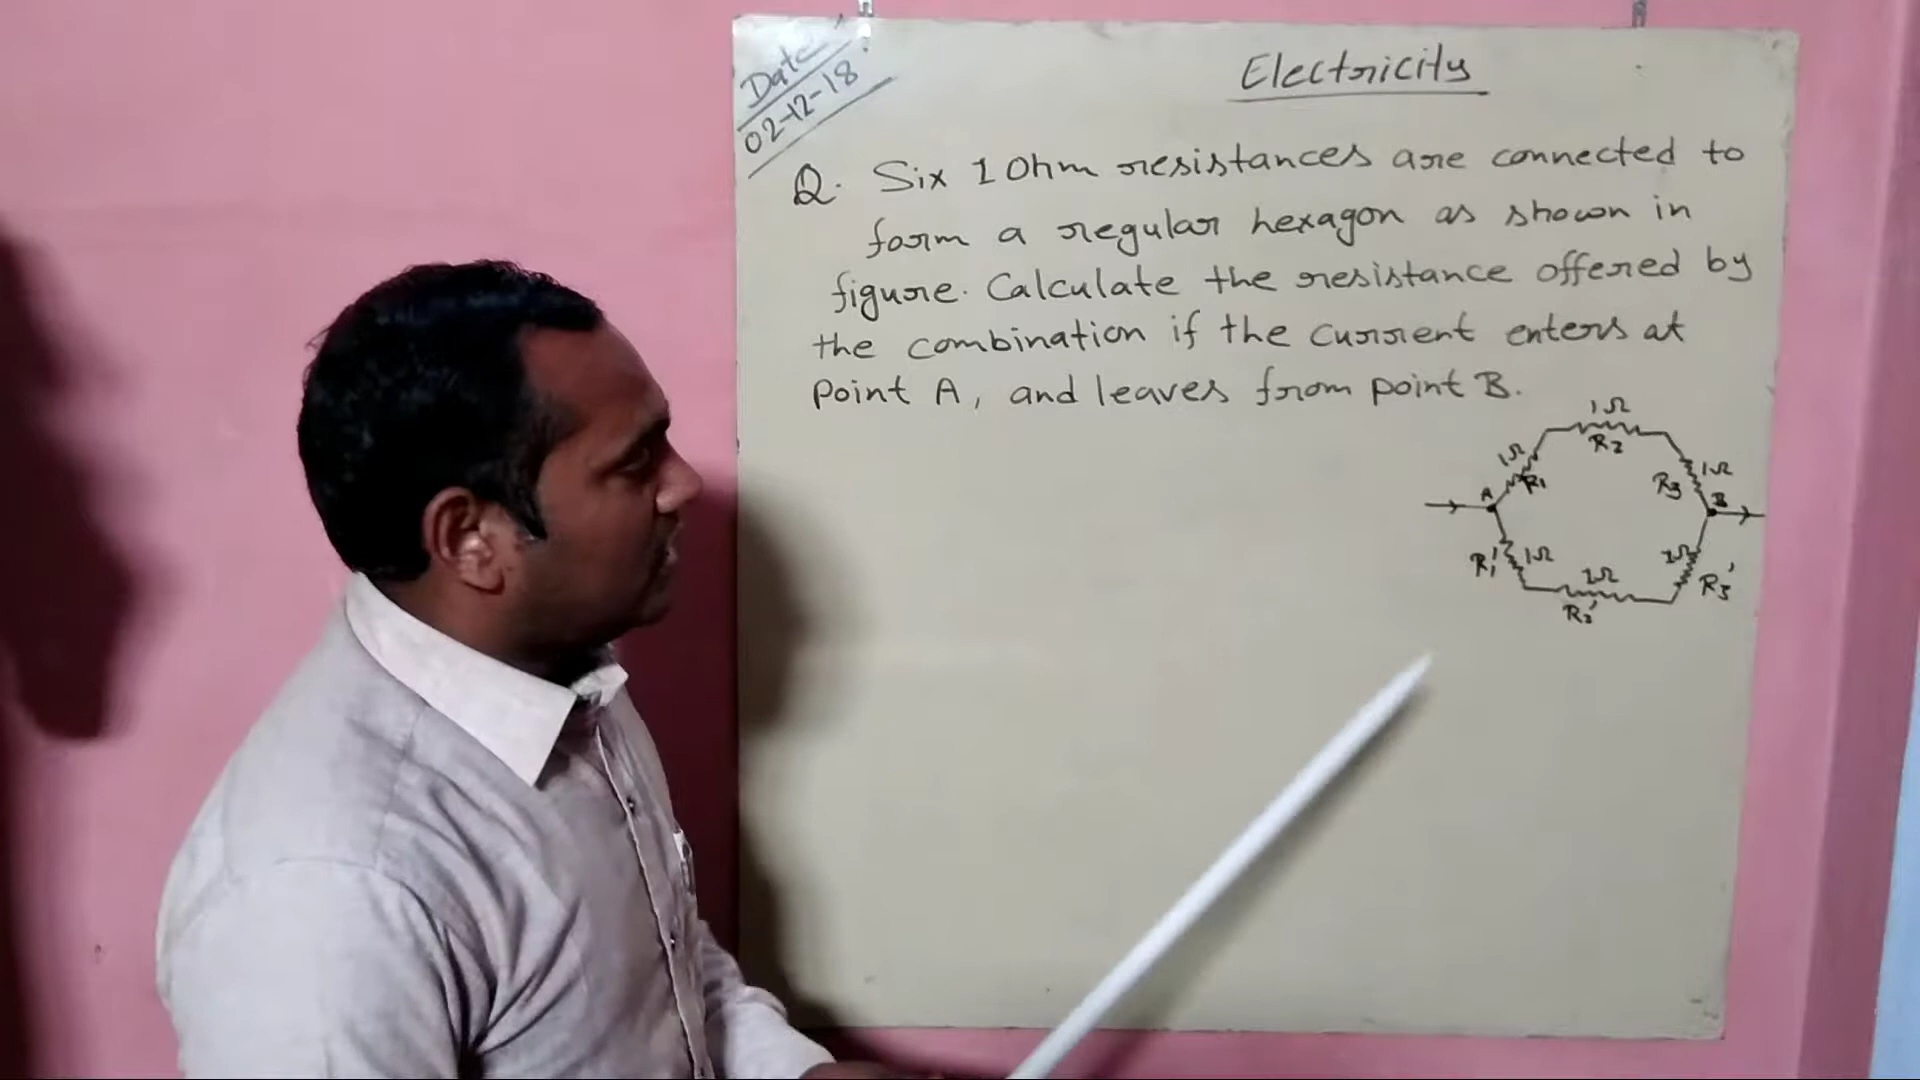 Date
02-12-18
Electricity
Q. Six 1 Ohm resistances are connected to
form a regular hexagon as shown in
figure. Calculate the resistance offered by
the combination if the current enters at
point A, and leaves from point B.
1Ω
R2
1Ω
R1
1Ω
R3
A
B
R1'
1Ω
1Ω
R2'
1Ω
R3'